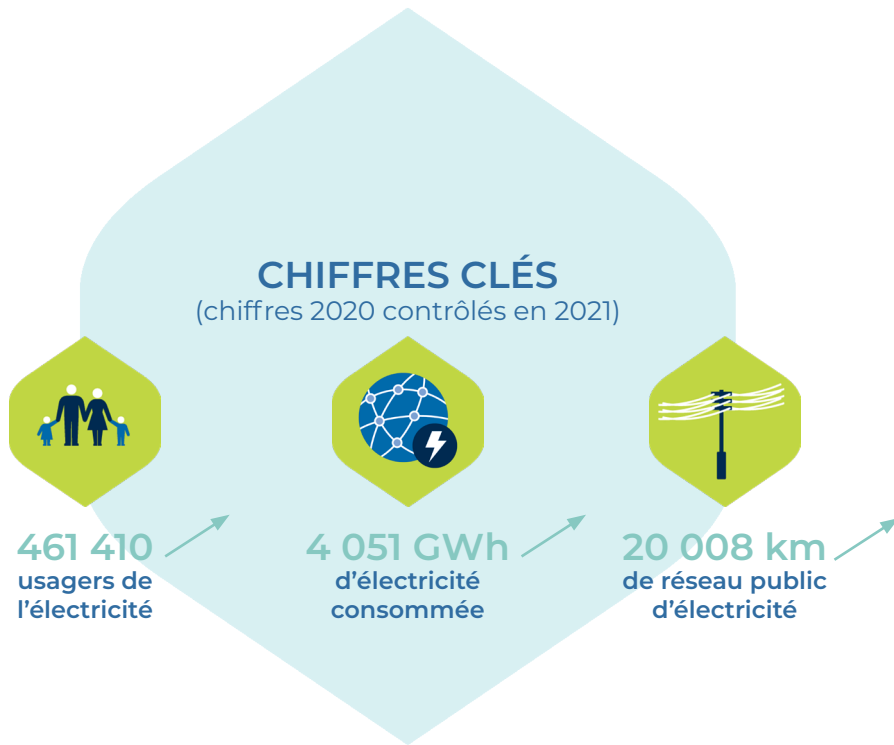 CHIFFRES CLÉS
(chiffres 2020 contrôlés en 2021)
461 410
usagers de
l’électricité
4 051 GWh
d’électricité
consommée
20 008 km
de réseau public
d’électricité